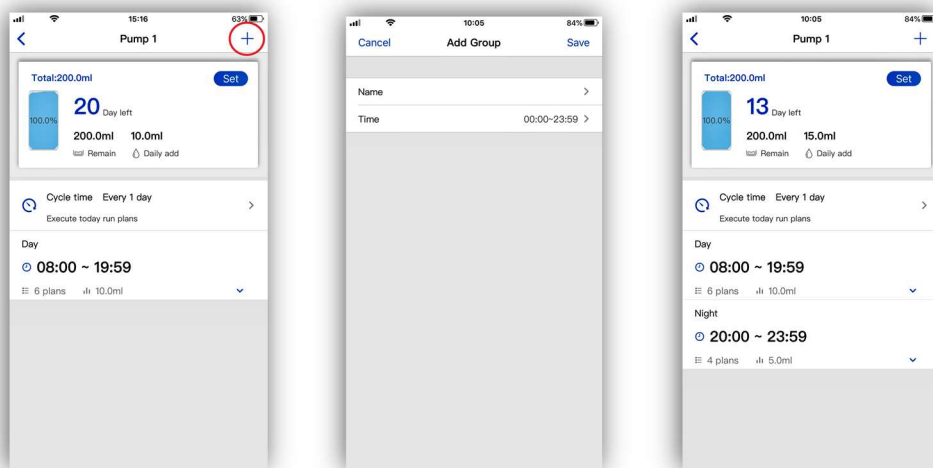 15:16
63%
Pump 1
Total:200.0ml
Set
100.0%
20 Day left
200.0ml 10.0ml
Remain Daily add
Cycle time Every 1 day
Execute today run plans
Day
08:00 ~ 19:59
6 plans 10.0ml
10:05
84%
Cancel Add Group Save
Name
Time 00:00~23:59
10:05
84%
Pump 1
Total:200.0ml
Set
100.0%
13 Day left
200.0ml 15.0ml
Remain Daily add
Cycle time Every 1 day
Execute today run plans
Day
08:00 ~ 19:59
6 plans 10.0ml
Night
20:00 ~ 23:59
4 plans 5.0ml